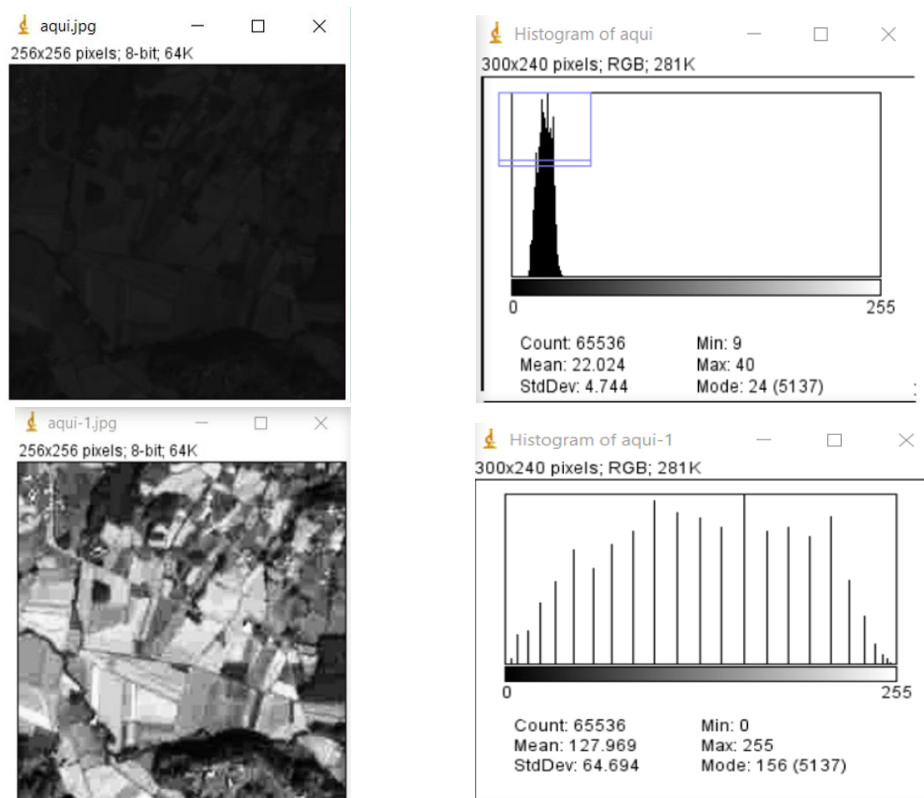 aqui.jpg
256x256 pixels; 8-bit; 64K
Histogram of aqui
300x240 pixels; RGB; 281K
0
255
Count: 65536
Min: 9
Mean: 22.024
Max: 40
StdDev: 4.744
Mode: 24 (5137)
aqui-1.jpg
256x256 pixels; 8-bit; 64K
Histogram of aqui-1
300x240 pixels; RGB; 281K
0
255
Count: 65536
Min: 0
Mean: 127.969
Max: 255
StdDev: 64.694
Mode: 156 (5137)